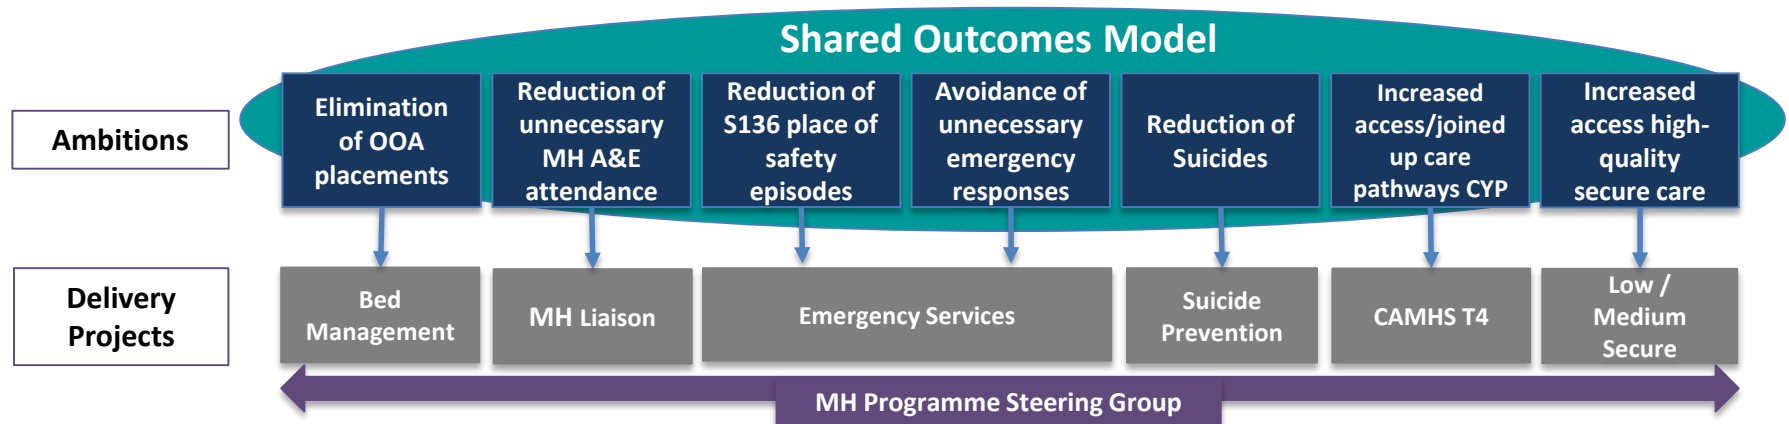 Shared Outcomes Model
Ambitions
Elimination
of OOA
placements
Reduction of
unnecessary
MH A&E
attendance
Reduction of
S136 place of
safety
episodes
Avoidance of
unnecessary
emergency
responses
Reduction of
Suicides
Increased
access/joined
up care
pathways CYP
Increased
access high-
quality
secure care
Delivery
Projects
Bed
Management
MH Liaison
Emergency Services
Suicide
Prevention
CAMHS T4
Low /
Medium
Secure
MH Programme Steering Group